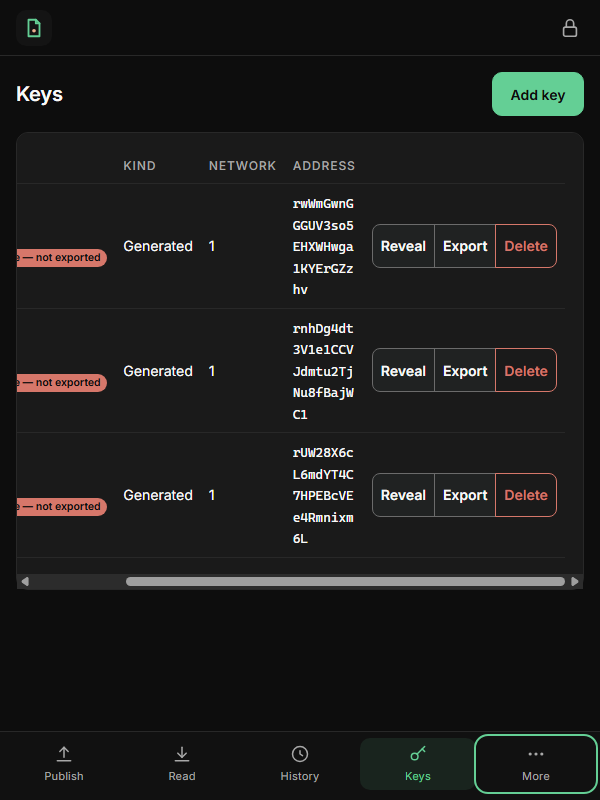 Keys
Add key
KIND NETWORK ADDRESS
rwWmGwnG
GGUV3so5
EHXWHwga
1KYErGZz
hv
— not exported
Generated 1
Reveal Export Delete
rnhDg4dt
3V1e1CCV
Jdmtu2Tj
Nu8fBajW
C1
— not exported
Generated 1
Reveal Export Delete
rUW28X6c
L6mdYT4C
7HPEBcVE
e4Rmnixm
6L
— not exported
Generated 1
Reveal Export Delete
Publish Read History Keys More